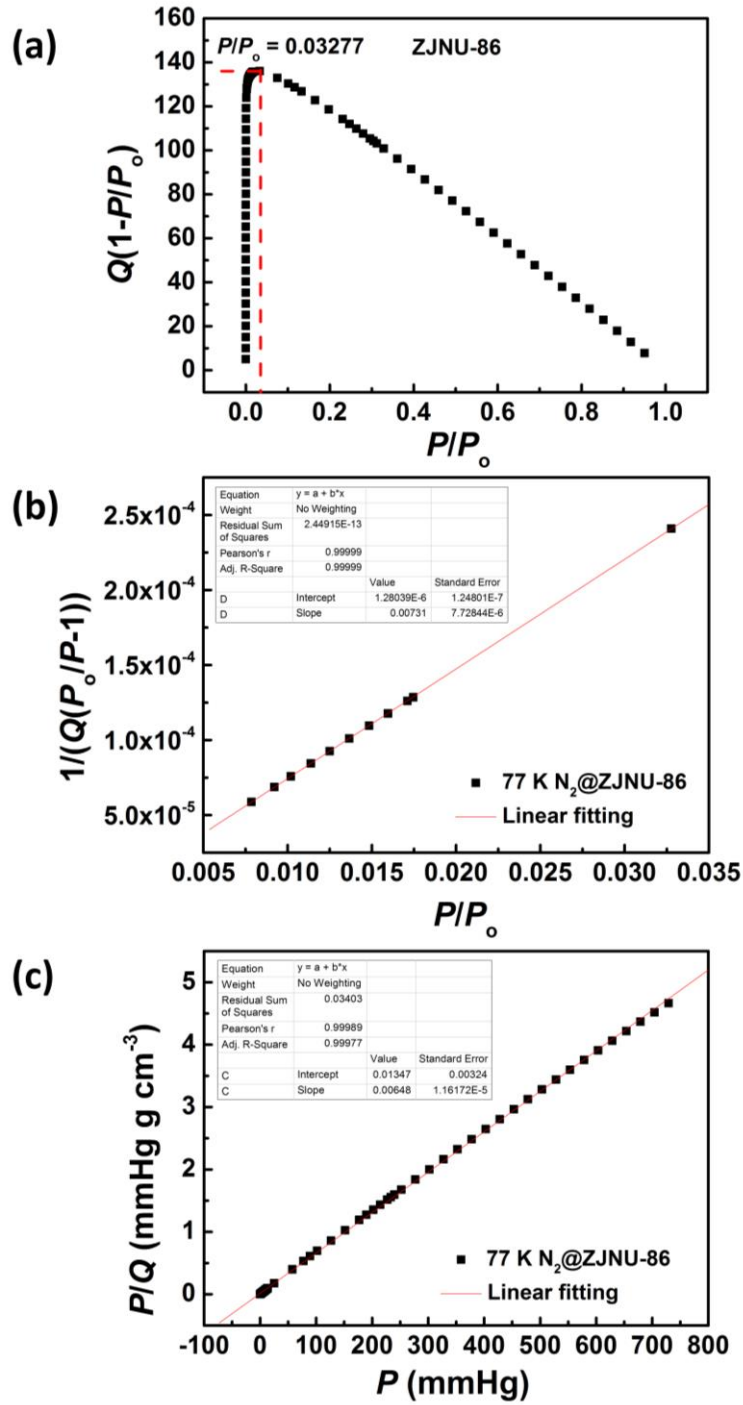 (a)
P/Po = 0.03277 ZJNU-86
160
140
120
100
80
60
40
20
0
Q(1-P/Po)
0.0 0.2 0.4 0.6 0.8 1.0
P/Po
(b)
Equation y = a + b*x
Weight No Weighting
Residual Sum of Squares 2.44915E-13
Pearson's r 0.99999
Adj. R-Square 0.99999
Value Standard Error
D Intercept 1.28039E-6 1.24801E-7
D Slope 0.00731 7.72844E-6
2.5x10-4
2.0x10-4
1.5x10-4
1.0x10-4
5.0x10-5
1/(Q(Po/P-1))
77 K N2@ZJNU-86
Linear fitting
0.005 0.010 0.015 0.020 0.025 0.030 0.035
P/Po
(c)
Equation y = a + b*x
Weight No Weighting
Residual Sum of Squares 0.03403
Pearson's r 0.99989
Adj. R-Square 0.99977
Value Standard Error
C Intercept 0.01347 0.00324
C Slope 0.00648 1.16172E-5
5
4
3
2
1
0
P/Q (mmHg g cm-3)
77 K N2@ZJNU-86
Linear fitting
-100 0 100 200 300 400 500 600 700 800
P (mmHg)